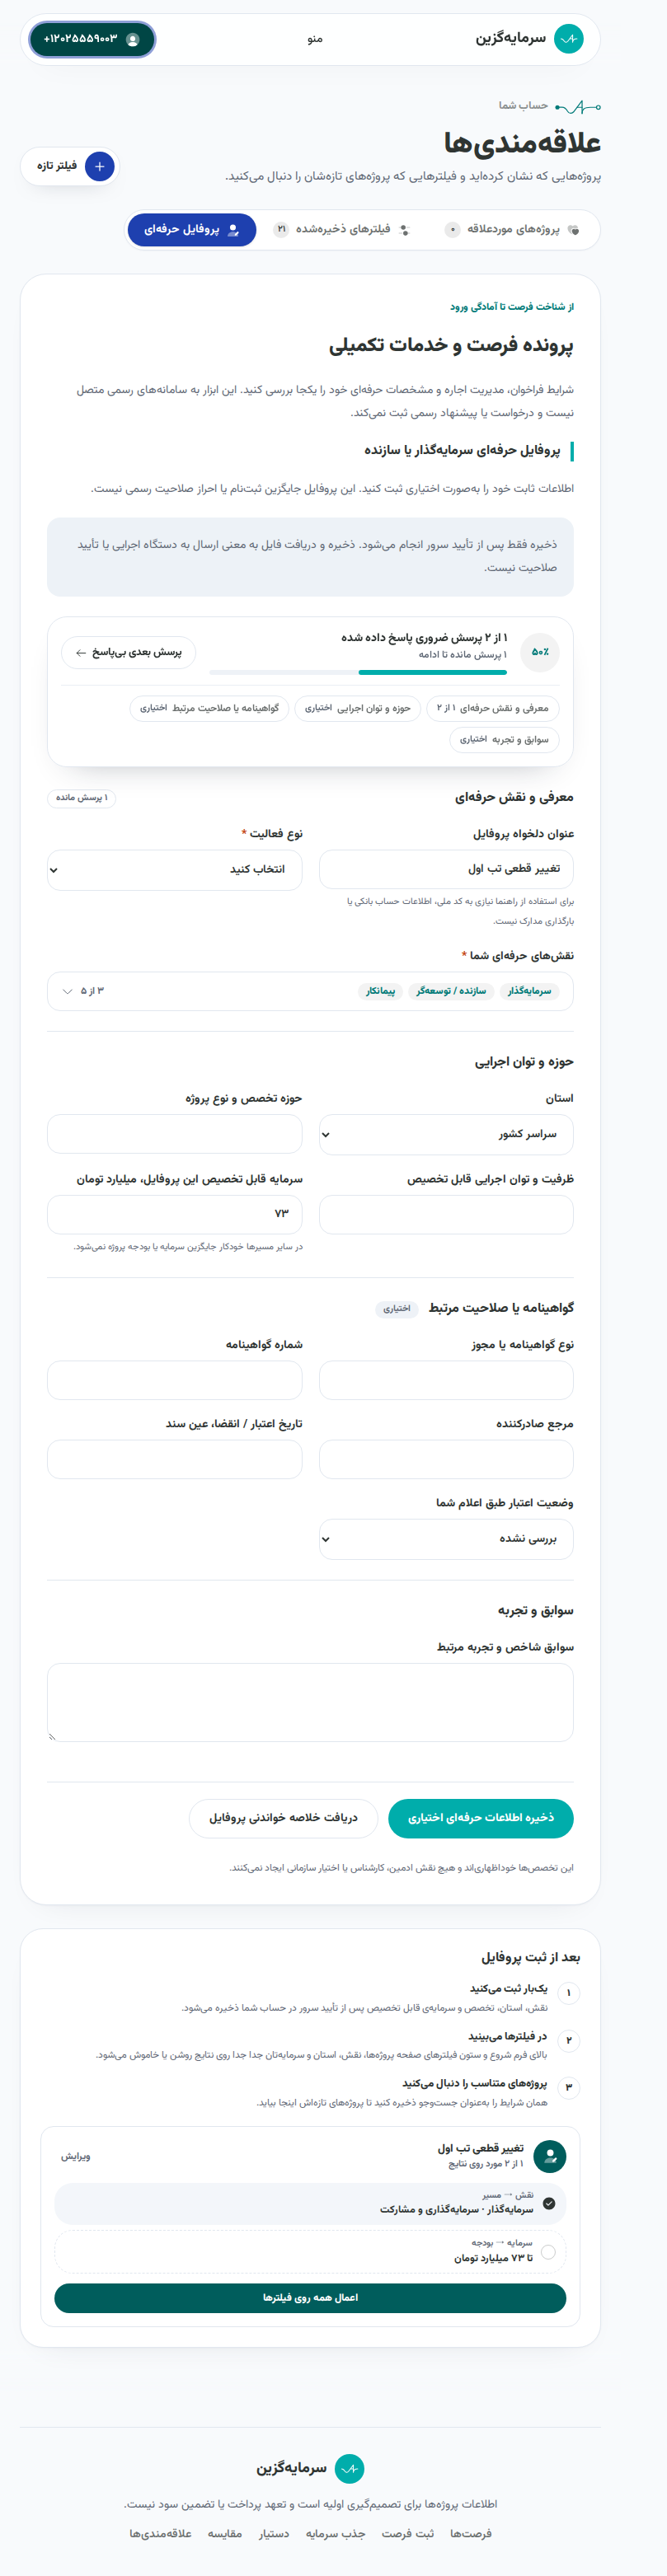 سرمایه‌گزین
منو
+۱۲۰۲۵۵۵۹۰۰۳
حساب شما
علاقه‌مندی‌ها
پروژه‌هایی که نشان کرده‌اید و فیلترهایی که پروژه‌های تازه‌شان را دنبال می‌کنید.
فیلتر تازه
پروژه‌های موردعلاقه ۰
فیلترهای ذخیره‌شده ۲۱
پروفایل حرفه‌ای
از شناخت فرصت تا آمادگی ورود
پرونده فرصت و خدمات تکمیلی
شرایط فراخوان، مدیریت اجاره و مشخصات حرفه‌ای خود را یکجا بررسی کنید. این ابزار به سامانه‌های رسمی متصل
نیست و درخواست یا پیشنهاد رسمی ثبت نمی‌کند.
پروفایل حرفه‌ای سرمایه‌گذار یا سازنده
اطلاعات ثابت خود را به‌صورت اختیاری ثبت کنید. این پروفایل جایگزین ثبت‌نام یا احراز صلاحیت رسمی نیست.
ذخیره فقط پس از تأیید سرور انجام می‌شود. ذخیره و دریافت فایل به معنی ارسال به دستگاه اجرایی یا تأیید
صلاحیت نیست.
۵۰٪
۱ از ۲ پرسش ضروری پاسخ داده شده
۱ پرسش مانده تا ادامه
پرسش بعدی بی‌پاسخ ←
معرفی و نقش حرفه‌ای ۱ از ۲
حوزه و توان اجرایی اختیاری
گواهینامه یا صلاحیت مرتبط اختیاری
سوابق و تجربه اختیاری
معرفی و نقش حرفه‌ای
۱ پرسش مانده
عنوان دلخواه پروفایل
نوع فعالیت *
تغییر قطعی تب اول
انتخاب کنید
برای استفاده از راهنما نیازی به کد ملی، اطلاعات حساب بانکی یا
بارگذاری مدارک نیست.
نقش‌های حرفه‌ای شما *
سرمایه‌گذار
سازنده / توسعه‌گر
پیمانکار
۳ از ۵
حوزه و توان اجرایی
استان
حوزه تخصص و نوع پروژه
سراسر کشور
ظرفیت و توان اجرایی قابل تخصیص
سرمایه قابل تخصیص این پروفایل، میلیارد تومان
۷۳
در سایر مسیرها خودکار جایگزین سرمایه یا بودجه پروژه نمی‌شود.
گواهینامه یا صلاحیت مرتبط
اختیاری
نوع گواهینامه یا مجوز
شماره گواهینامه
مرجع صادرکننده
تاریخ اعتبار / انقضا، عین سند
وضعیت اعتبار طبق اعلام شما
بررسی نشده
سوابق و تجربه
سوابق شاخص و تجربه مرتبط
ذخیره اطلاعات حرفه‌ای اختیاری
دریافت خلاصه خواندنی پروفایل
این تخصص‌ها خوداظهاری‌اند و هیچ نقش ادمین، کارشناس یا اختیار سازمانی ایجاد نمی‌کنند.
بعد از ثبت پروفایل
۱
یک‌بار ثبت می‌کنید
نقش، استان، تخصص و سرمایه‌ی قابل تخصیص پس از تأیید سرور در حساب شما ذخیره می‌شود.
۲
در فیلترها می‌بینید
بالای فرم شروع و ستون فیلترهای صفحه پروژه‌ها، نقش، استان و سرمایه‌تان جدا جدا روی نتایج روشن یا خاموش می‌شود.
۳
پروژه‌های متناسب را دنبال می‌کنید
همان شرایط را به‌عنوان جست‌وجو ذخیره کنید تا پروژه‌های تازه‌اش اینجا بیاید.
تغییر قطعی تب اول
۱ از ۲ مورد روی نتایج
ویرایش
نقش ← مسیر
سرمایه‌گذار · سرمایه‌گذاری و مشارکت
سرمایه ← بودجه
تا ۷۳ میلیارد تومان
اعمال همه روی فیلترها
سرمایه‌گزین
اطلاعات پروژه‌ها برای تصمیم‌گیری اولیه است و تعهد پرداخت یا تضمین سود نیست.
فرصت‌ها
ثبت فرصت
جذب سرمایه
دستیار
مقایسه
علاقه‌مندی‌ها